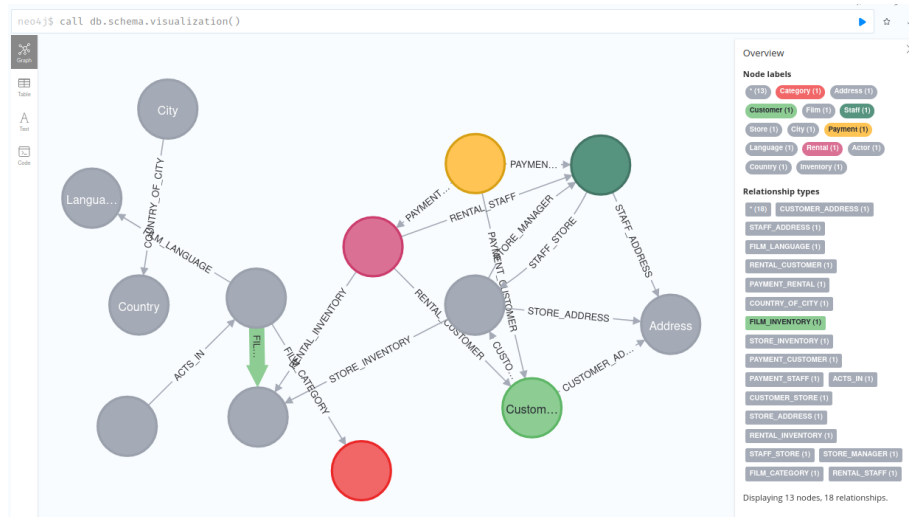 neo4j$ call db.schema.visualization()
Graph
Table
Text
Code
City
Langua...
COUNTRY_OF_CITY
FILM_LANGUAGE
Country
ACTS_IN
FIL...
FILM_CATEGORY
RENTAL_INVENTORY
STORE_INVENTORY
PAYMENT...
PAYMEN...
RENTAL_STAFF
STORE_MANAGER
STAFF_STORE
PAYMENT_CUSTOMER
STAFF_ADDRESS
RENTAL_CUSTOMER
STORE_ADDRESS
Address
CUSTO...
CUSTOMER_AD...
Custom...
Overview
Node labels
* (13) Category (1) Address (1)
Customer (1) Film (1) Staff (1)
Store (1) City (1) Payment (1)
Language (1) Rental (1) Actor (1)
Country (1) Inventory (1)
Relationship types
* (18) CUSTOMER_ADDRESS (1)
STAFF_ADDRESS (1)
FILM_LANGUAGE (1)
RENTAL_CUSTOMER (1)
PAYMENT_RENTAL (1)
COUNTRY_OF_CITY (1)
FILM_INVENTORY (1)
STORE_INVENTORY (1)
PAYMENT_CUSTOMER (1)
PAYMENT_STAFF (1) ACTS_IN (1)
CUSTOMER_STORE (1)
STORE_ADDRESS (1)
RENTAL_INVENTORY (1)
STAFF_STORE (1) STORE_MANAGER (1)
FILM_CATEGORY (1) RENTAL_STAFF (1)
Displaying 13 nodes, 18 relationships.